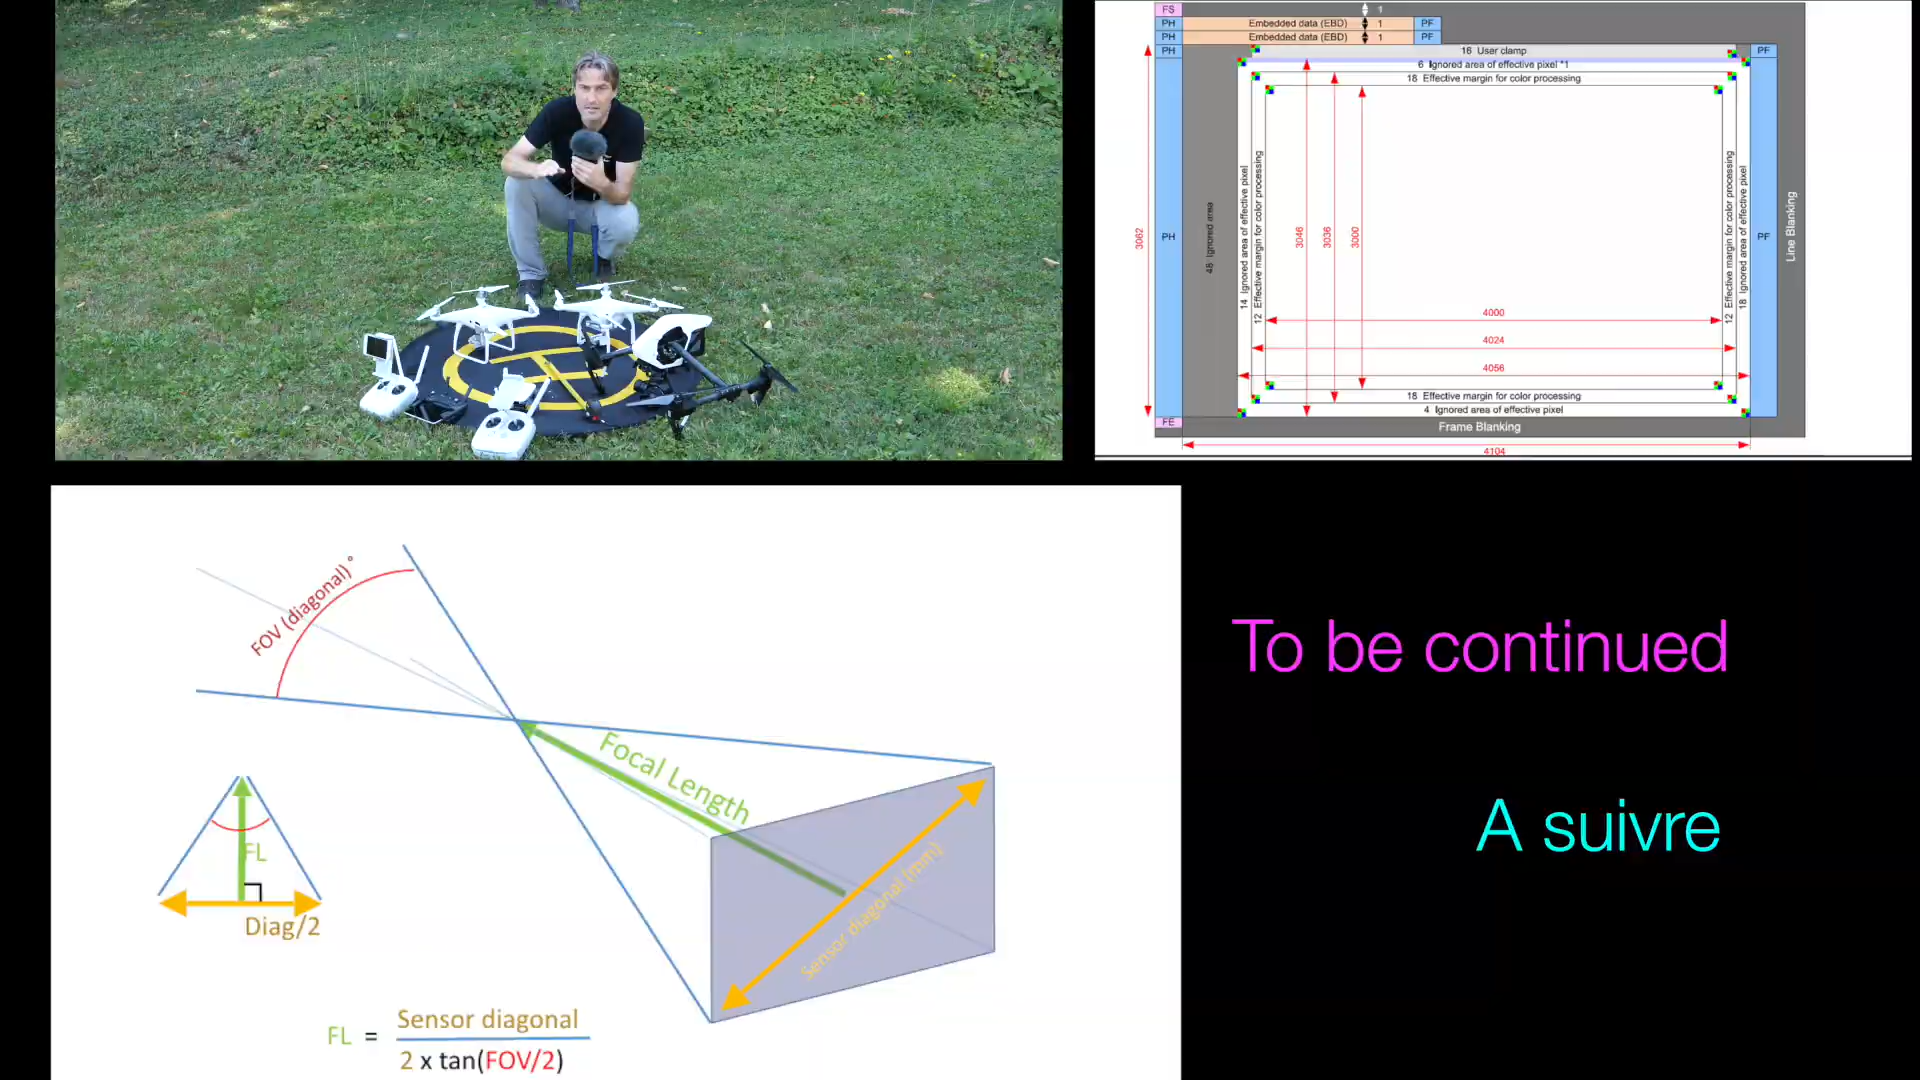 FS
1
PH
Embedded data (EBD)
1
PF
PH
Embedded data (EBD)
1
PF
PH
16 User clamp
PF
6 Ignored area of effective pixel *1
18 Effective margin for color processing
3062
PH
48 Ignored area
14 Ignored area of effective pixel
12 Effective margin for color processing
3046
3036
3000
12 Effective margin for color processing
18 Ignored area of effective pixel
PF
Line Blanking
4000
4024
4056
18 Effective margin for color processing
4 Ignored area of effective pixel
FE
Frame Blanking
4104
FOV (diagonal)°
Focal Length
Sensor diagonal (mm)
FL
Diag/2
FL = Sensor diagonal
2 x tan(FOV/2)
To be continued
A suivre